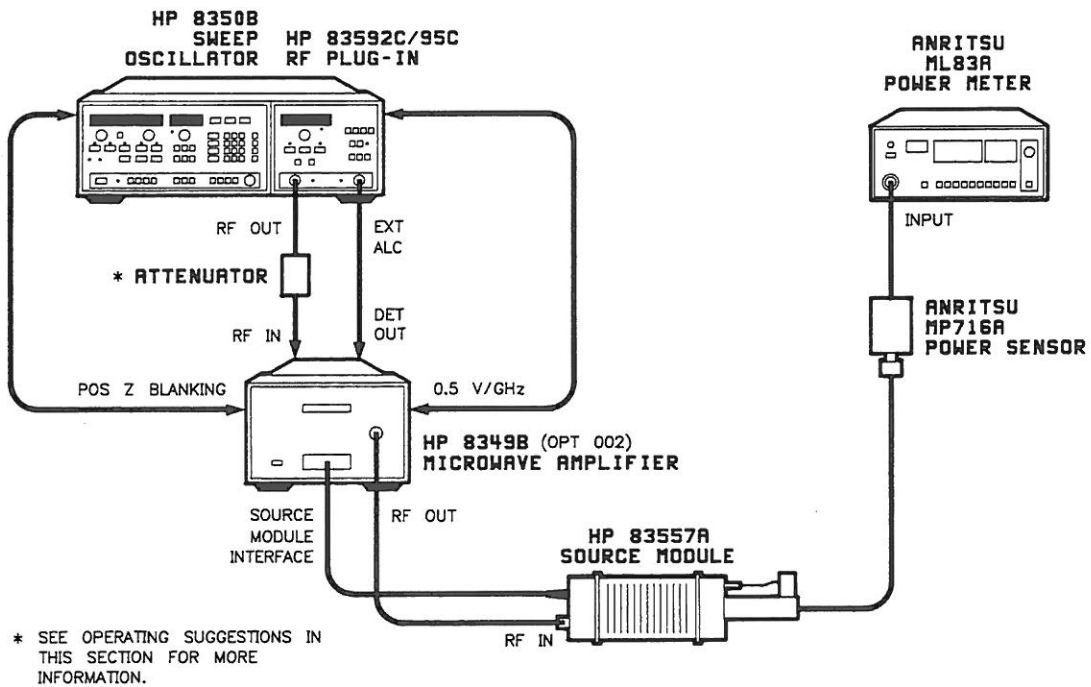 HP 8350B
SWEEP
OSCILLATOR
HP 83592C/95C
RF PLUG-IN
ANRITSU
ML83A
POWER METER
RF OUT
EXT
ALC
INPUT
* ATTENUATOR
RF IN
DET
OUT
ANRITSU
MP716A
POWER SENSOR
POS Z BLANKING
0.5 V/GHz
HP 8349B (OPT 002)
MICROWAVE AMPLIFIER
SOURCE
MODULE
INTERFACE
RF OUT
HP 83557A
SOURCE MODULE
RF IN
* SEE OPERATING SUGGESTIONS IN
THIS SECTION FOR MORE
INFORMATION.